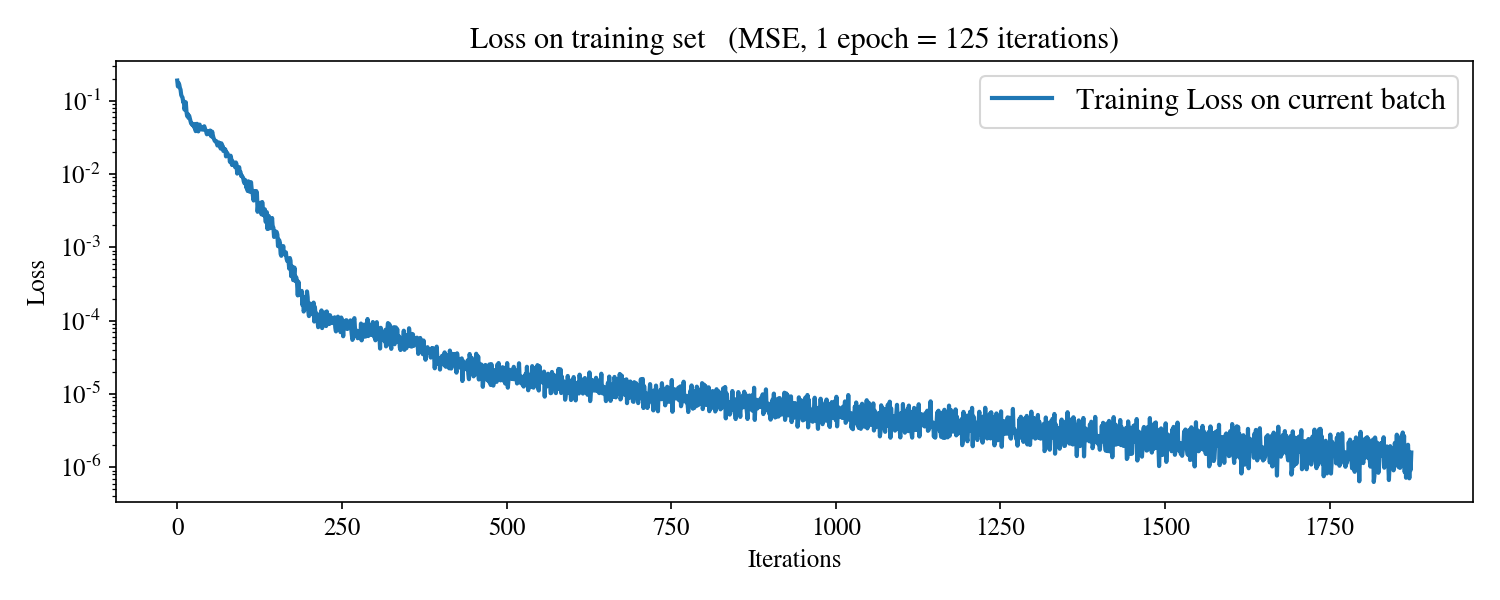 Loss on training set (MSE, 1 epoch = 125 iterations)
Training Loss on current batch
Loss
10^-1
10^-2
10^-3
10^-4
10^-5
10^-6
0 250 500 750 1000 1250 1500 1750
Iterations